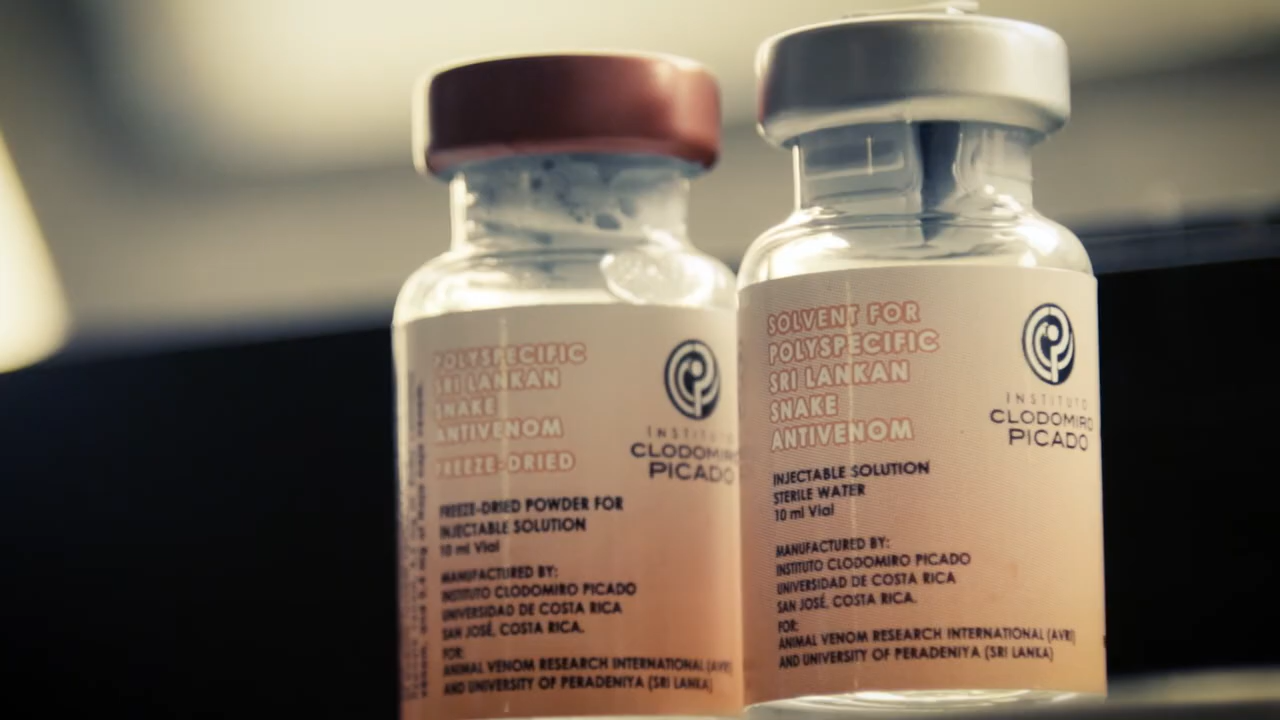 POLYSPECIFIC
SRI LANKAN
SNAKE
ANTIVENOM
FREEZE-DRIED
INSTITUTO
CLODOMIRO
PICADO
FREEZE-DRIED POWDER FOR
INJECTABLE SOLUTION
10 ml Vial
MANUFACTURED BY:
INSTITUTO CLODOMIRO PICADO
UNIVERSIDAD DE COSTA RICA
SAN JOSÉ, COSTA RICA.
FOR:
ANIMAL VENOM RESEARCH INTERNATIONAL (AVRI)
AND UNIVERSITY OF PERADENIYA (SRI LANKA)
SOLVENT FOR
POLYSPECIFIC
SRI LANKAN
SNAKE
ANTIVENOM
INSTITUTO
CLODOMIRO
PICADO
INJECTABLE SOLUTION
STERILE WATER
10 ml Vial
MANUFACTURED BY:
INSTITUTO CLODOMIRO PICADO
UNIVERSIDAD DE COSTA RICA
SAN JOSÉ, COSTA RICA.
FOR:
ANIMAL VENOM RESEARCH INTERNATIONAL (AVRI)
AND UNIVERSITY OF PERADENIYA (SRI LANKA)